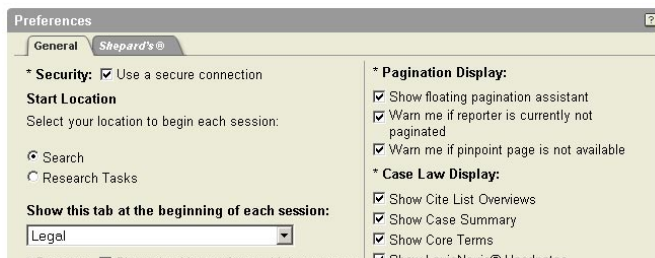 Preferences
?
General
Shepard's®
* Security: Use a secure connection
Start Location
Select your location to begin each session:
Search
Research Tasks
Show this tab at the beginning of each session:
Legal
* Pagination Display:
Show floating pagination assistant
Warn me if reporter is currently not
paginated
Warn me if pinpoint page is not available
* Case Law Display:
Show Cite List Overviews
Show Case Summary
Show Core Terms